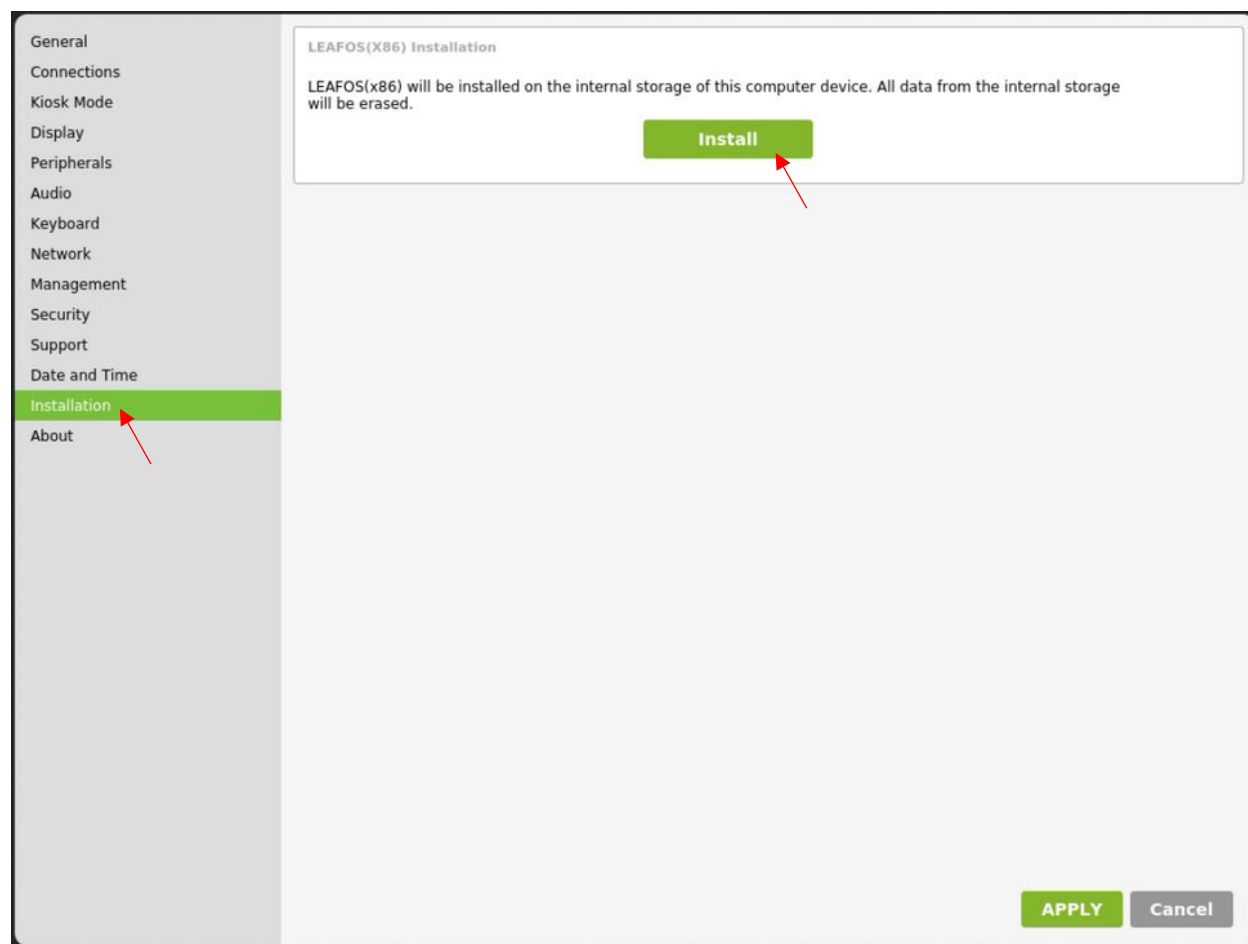 General
Connections
Kiosk Mode
Display
Peripherals
Audio
Keyboard
Network
Management
Security
Support
Date and Time
Installation
About
LEAFOS(X86) Installation
LEAFOS(x86) will be installed on the internal storage of this computer device. All data from the internal storage
will be erased.
Install
APPLY
Cancel